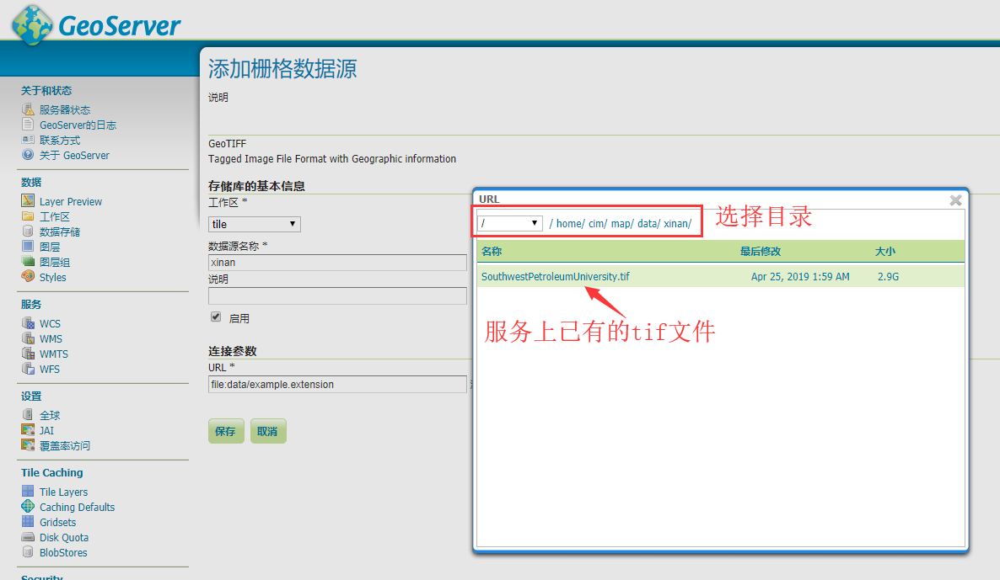 GeoServer
添加栅格数据源
说明
关于和状态
服务器状态
GeoServer的日志
联系方式
关于 GeoServer
数据
Layer Preview
工作区
数据存储
图层
图层组
Styles
服务
WCS
WMS
WMTS
WFS
设置
全球
JAI
覆盖率访问
Tile Caching
Tile Layers
Caching Defaults
Gridsets
Disk Quota
BlobStores
Security
GeoTIFF
Tagged Image File Format with Geographic information
存储库的基本信息
工作区 *
tile
数据源名称 *
xinan
说明
启用
连接参数
URL *
file:data/example.extension
保存 取消
URL
/ / home/ cim/ map/ data/ xinan/ 选择目录
名称 最后修改 大小
SouthwestPetroleumUniversity.tif Apr 25, 2019 1:59 AM 2.9G
服务上已有的tif文件